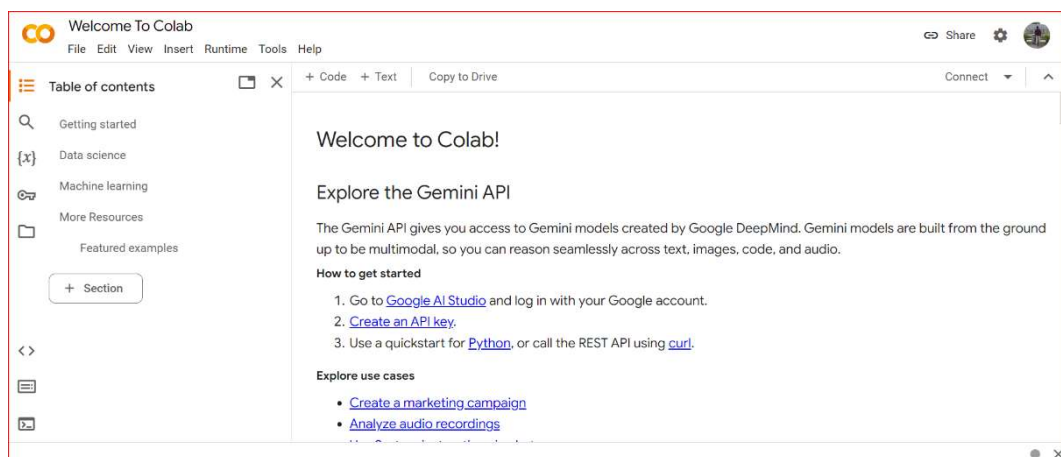 Welcome To Colab
File Edit View Insert Runtime Tools Help
Share
Table of contents
+ Code + Text Copy to Drive
Connect
Getting started
{x} Data science
Machine learning
More Resources
Featured examples
+ Section
Welcome to Colab!
Explore the Gemini API
The Gemini API gives you access to Gemini models created by Google DeepMind. Gemini models are built from the ground
up to be multimodal, so you can reason seamlessly across text, images, code, and audio.
How to get started
1. Go to Google AI Studio and log in with your Google account.
2. Create an API key.
3. Use a quickstart for Python, or call the REST API using curl.
Explore use cases
• Create a marketing campaign
• Analyze audio recordings